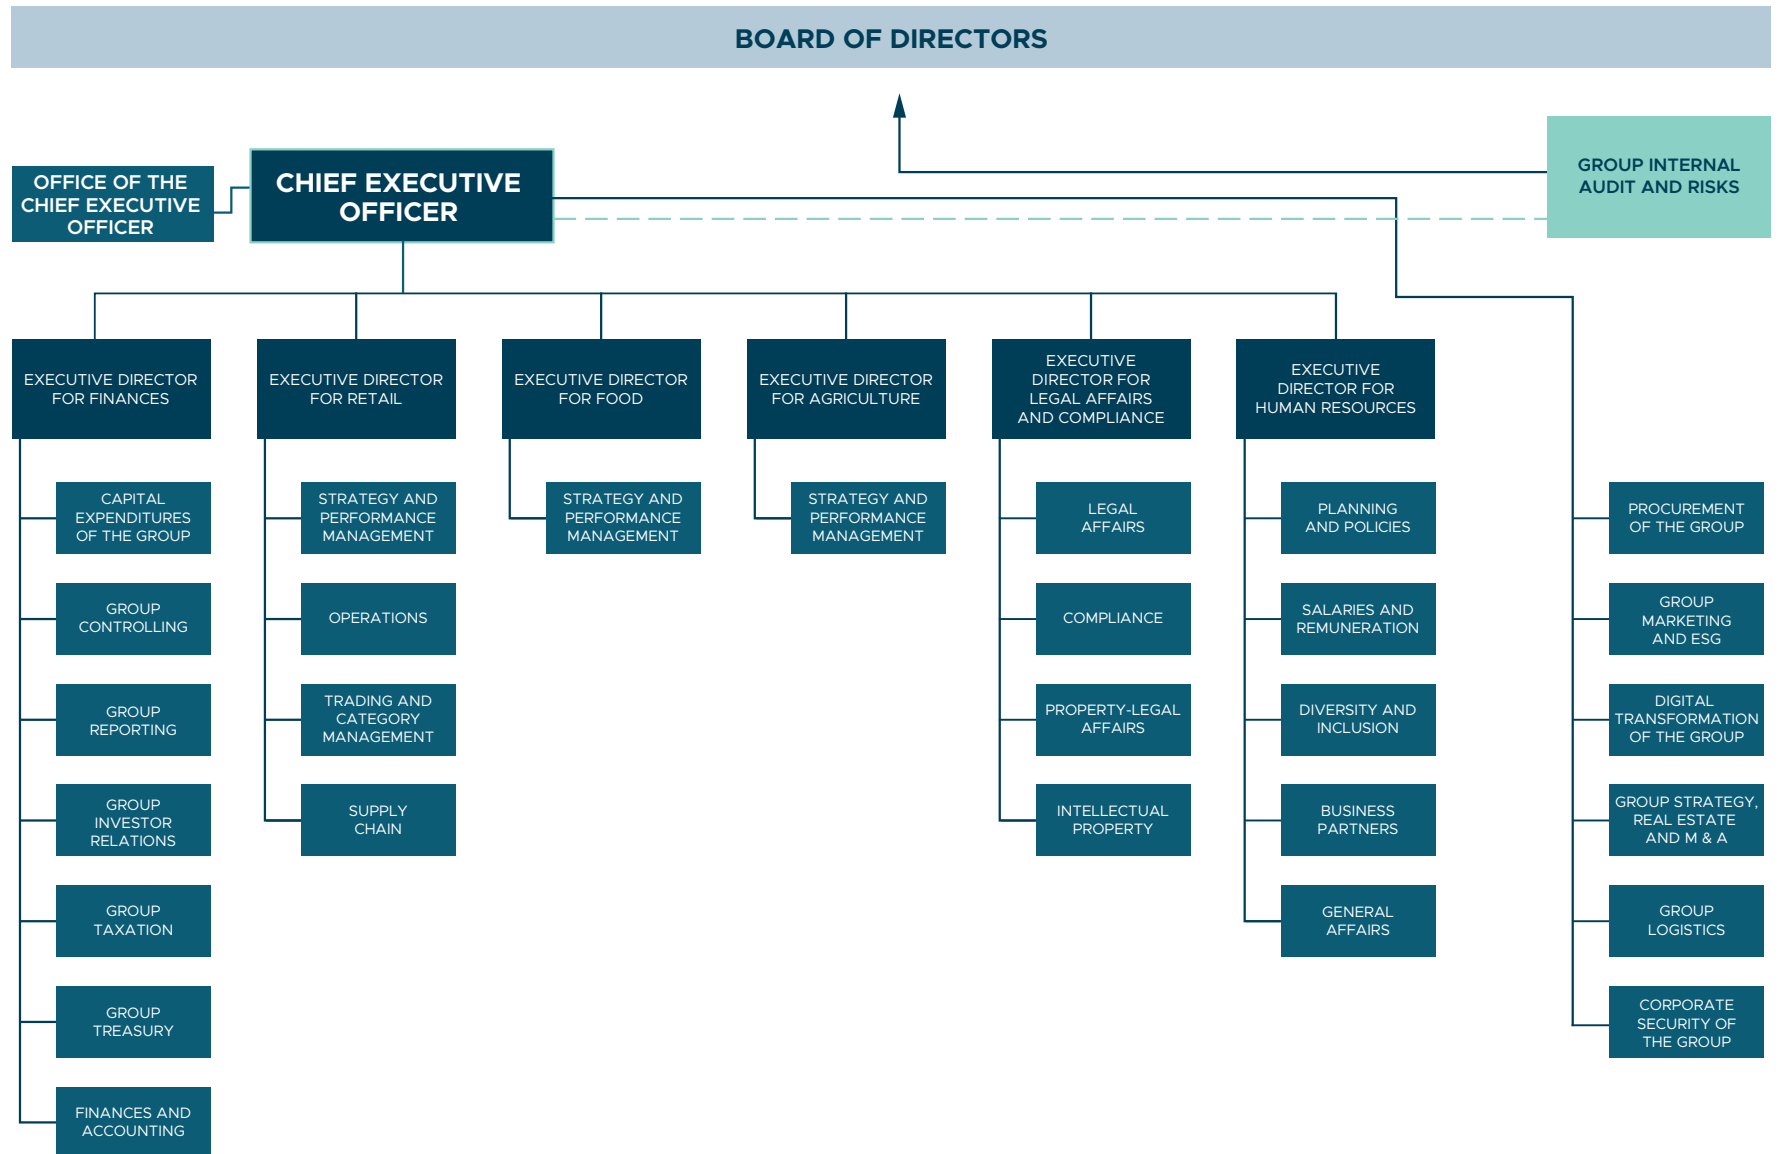 BOARD OF DIRECTORS
OFFICE OF THE
CHIEF EXECUTIVE
OFFICER
CHIEF EXECUTIVE
OFFICER
GROUP INTERNAL
AUDIT AND RISKS
EXECUTIVE DIRECTOR
FOR FINANCES
CAPITAL
EXPENDITURES
OF THE GROUP
GROUP
CONTROLLING
GROUP
REPORTING
GROUP
INVESTOR
RELATIONS
GROUP
TAXATION
GROUP
TREASURY
FINANCES AND
ACCOUNTING
EXECUTIVE DIRECTOR
FOR RETAIL
STRATEGY AND
PERFORMANCE
MANAGEMENT
OPERATIONS
TRADING AND
CATEGORY
MANAGEMENT
SUPPLY
CHAIN
EXECUTIVE DIRECTOR
FOR FOOD
STRATEGY AND
PERFORMANCE
MANAGEMENT
EXECUTIVE DIRECTOR
FOR AGRICULTURE
STRATEGY AND
PERFORMANCE
MANAGEMENT
EXECUTIVE
DIRECTOR FOR
LEGAL AFFAIRS
AND COMPLIANCE
LEGAL
AFFAIRS
COMPLIANCE
PROPERTY-LEGAL
AFFAIRS
INTELLECTUAL
PROPERTY
EXECUTIVE
DIRECTOR FOR
HUMAN RESOURCES
PLANNING
AND POLICIES
SALARIES AND
REMUNERATION
DIVERSITY AND
INCLUSION
BUSINESS
PARTNERS
GENERAL
AFFAIRS
PROCUREMENT
OF THE GROUP
GROUP
MARKETING
AND ESG
DIGITAL
TRANSFORMATION
OF THE GROUP
GROUP STRATEGY,
REAL ESTATE
AND M & A
GROUP
LOGISTICS
CORPORATE
SECURITY OF
THE GROUP